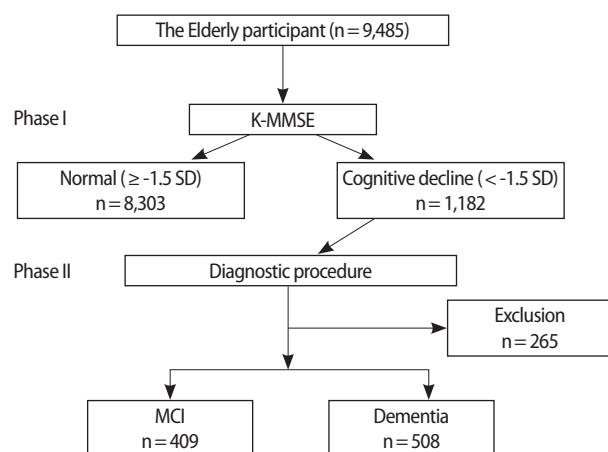 The Elderly participant (n = 9,485)
Phase I
K-MMSE
Normal (≥ -1.5 SD)
n = 8,303
Cognitive decline (< -1.5 SD)
n = 1,182
Phase II
Diagnostic procedure
Exclusion
n = 265
MCI
n = 409
Dementia
n = 508